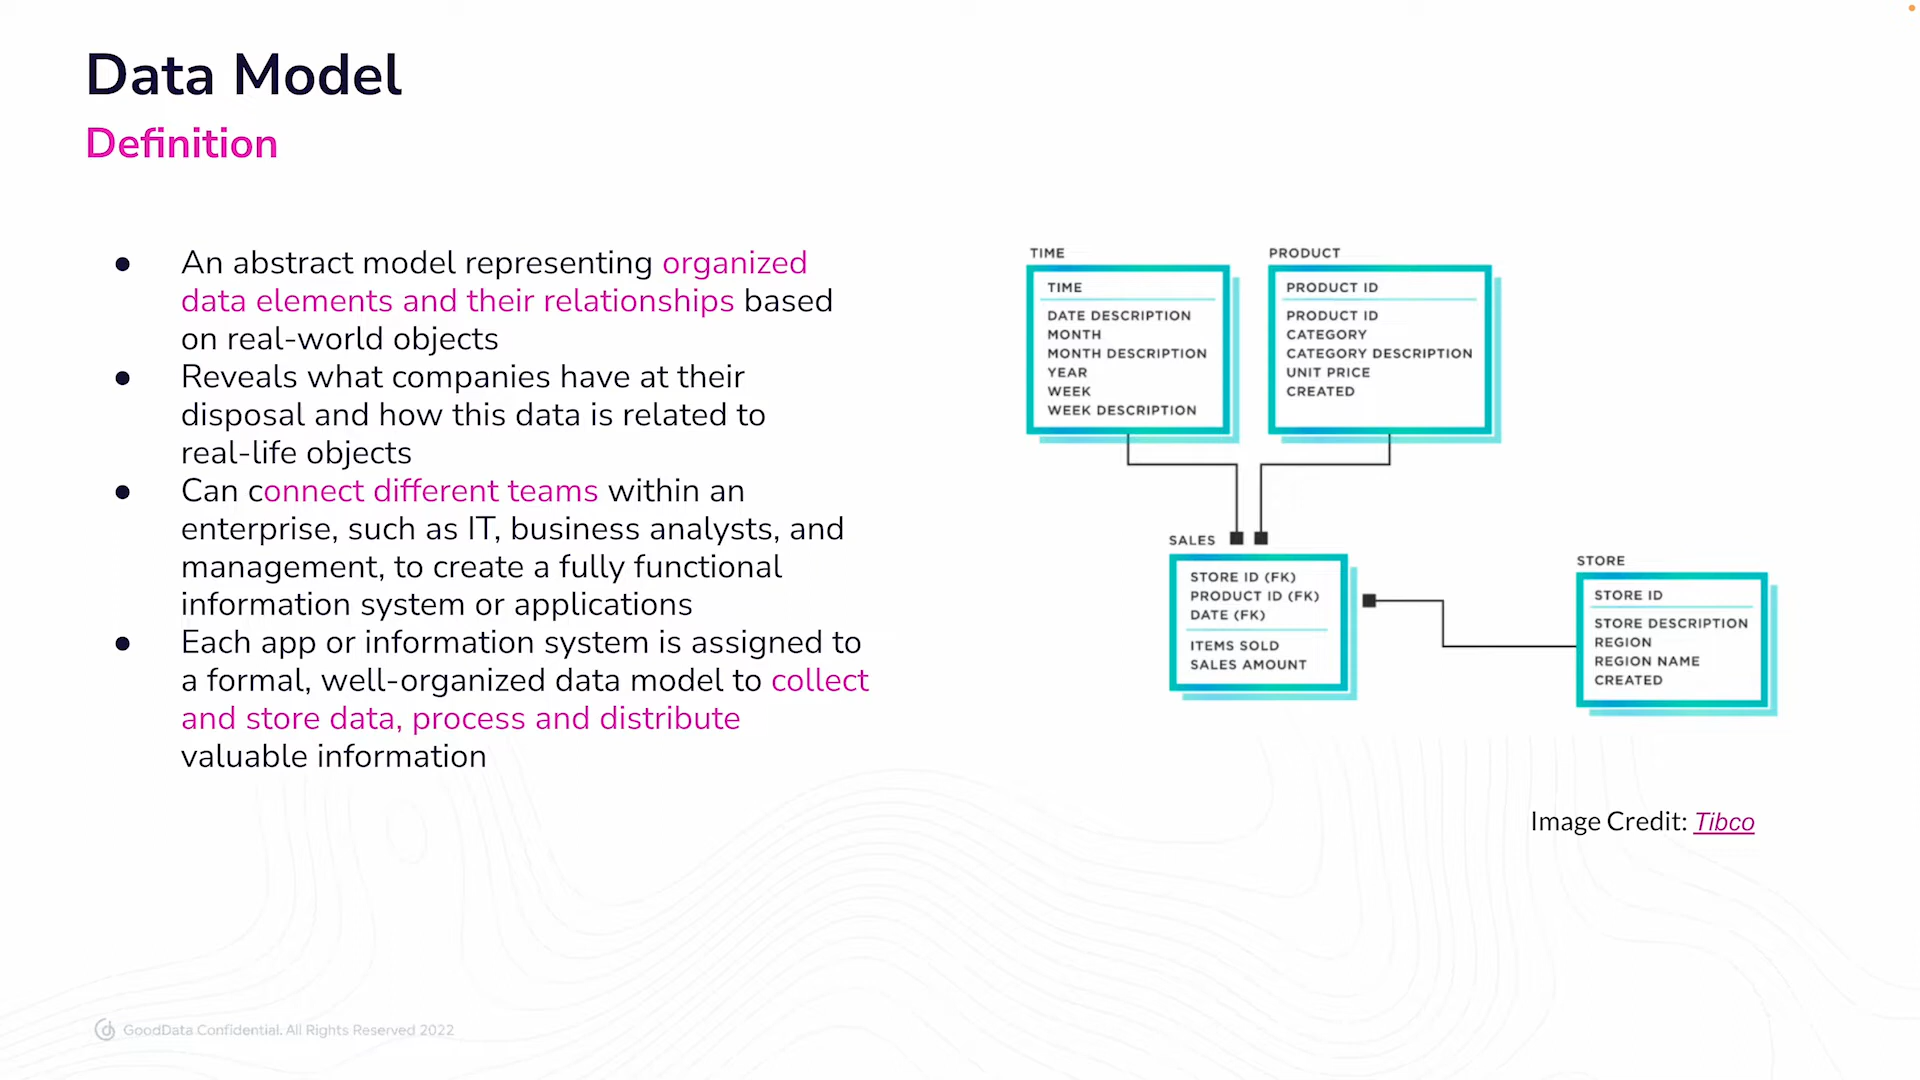 Data Model
Definition
● An abstract model representing organized
data elements and their relationships based
on real-world objects
● Reveals what companies have at their
disposal and how this data is related to
real-life objects
● Can connect different teams within an
enterprise, such as IT, business analysts, and
management, to create a fully functional
information system or applications
● Each app or information system is assigned to
a formal, well-organized data model to collect
and store data, process and distribute
valuable information
TIME
TIME
DATE DESCRIPTION
MONTH
MONTH DESCRIPTION
YEAR
WEEK
WEEK DESCRIPTION
PRODUCT
PRODUCT ID
PRODUCT ID
CATEGORY
CATEGORY DESCRIPTION
UNIT PRICE
CREATED
SALES
STORE ID (FK)
PRODUCT ID (FK)
DATE (FK)
ITEMS SOLD
SALES AMOUNT
STORE
STORE ID
STORE DESCRIPTION
REGION
REGION NAME
CREATED
Image Credit: Tibco
GoodData Confidential. All Rights Reserved 2022